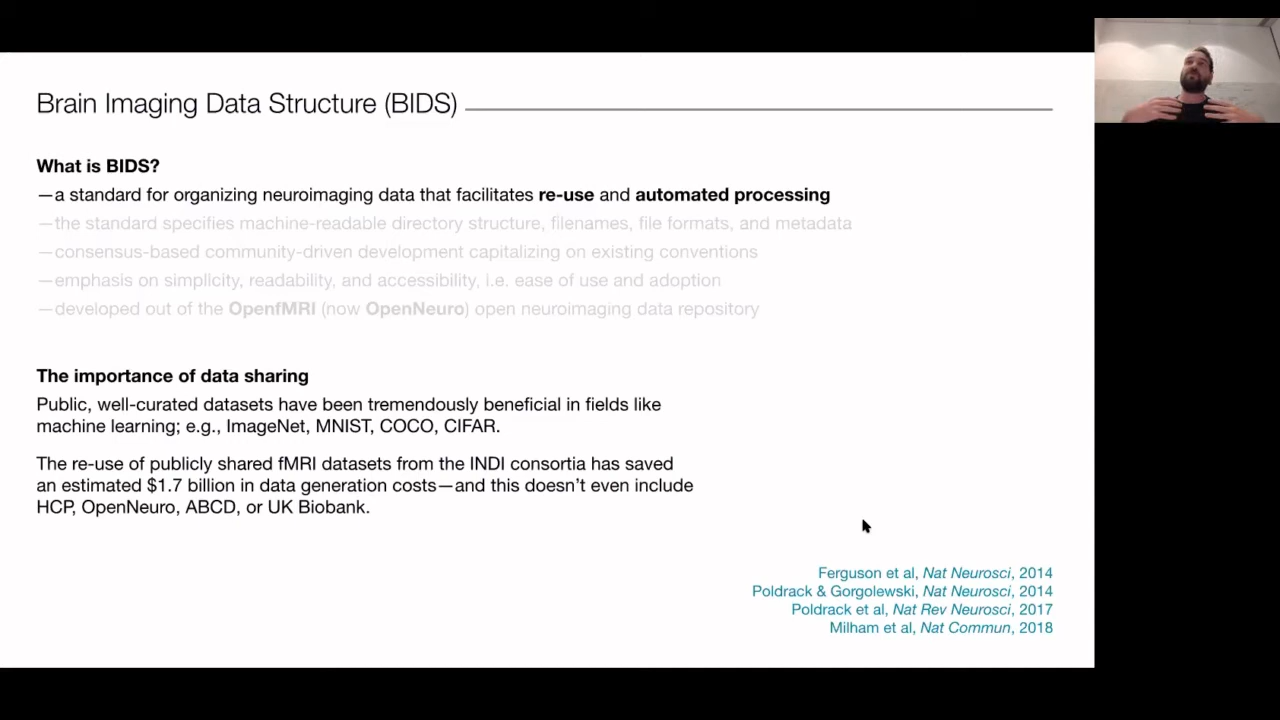 Brain Imaging Data Structure (BIDS)
What is BIDS?
—a standard for organizing neuroimaging data that facilitates re-use and automated processing
—the standard specifies machine-readable directory structure, filenames, file formats, and metadata
—consensus-based community-driven development capitalizing on existing conventions
—emphasis on simplicity, readability, and accessibility, i.e. ease of use and adoption
—developed out of the OpenfMRI (now OpenNeuro) open neuroimaging data repository
The importance of data sharing
Public, well-curated datasets have been tremendously beneficial in fields like
machine learning; e.g., ImageNet, MNIST, COCO, CIFAR.
The re-use of publicly shared fMRI datasets from the INDI consortia has saved
an estimated $1.7 billion in data generation costs—and this doesn’t even include
HCP, OpenNeuro, ABCD, or UK Biobank.
Ferguson et al, Nat Neurosci, 2014
Poldrack & Gorgolewski, Nat Neurosci, 2014
Poldrack et al, Nat Rev Neurosci, 2017
Milham et al, Nat Commun, 2018